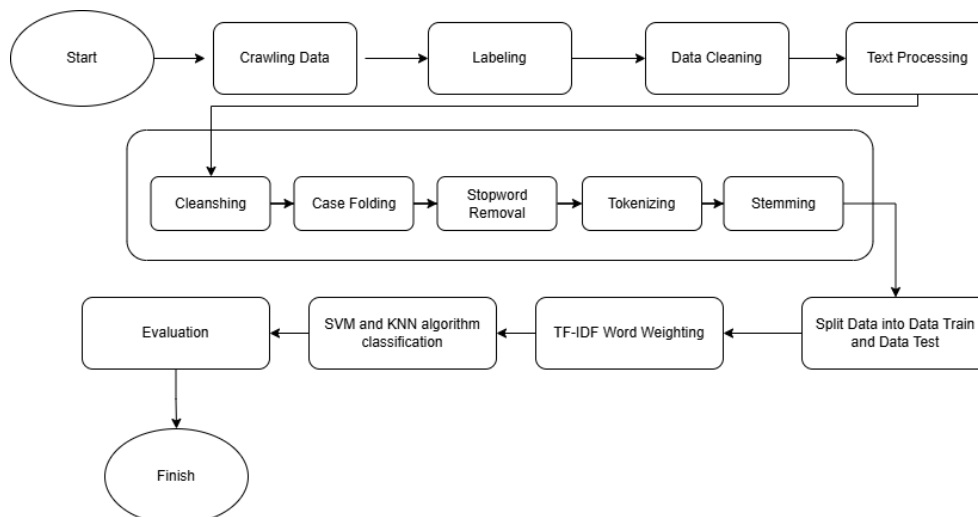 Start
Crawling Data
Labeling
Data Cleaning
Text Processing
Cleanshing
Case Folding
Stopword
Removal
Tokenizing
Stemming
Evaluation
SVM and KNN algorithm
classification
TF-IDF Word Weighting
Split Data into Data Train
and Data Test
Finish